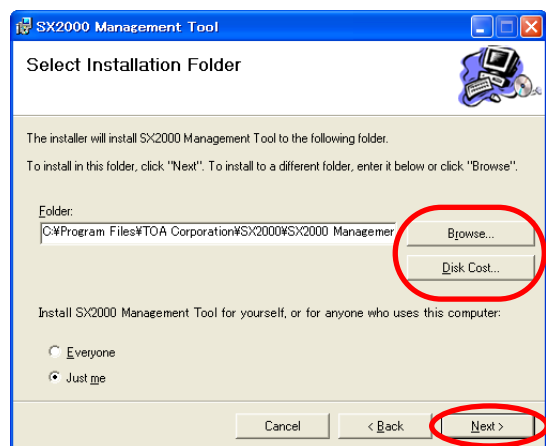 SX2000 Management Tool
Select Installation Folder
The installer will install SX2000 Management Tool to the following folder.
To install in this folder, click "Next". To install to a different folder, enter it below or click "Browse".
Folder:
C:¥Program Files¥TOA Corporation¥SX2000¥SX2000 Managemer
Browse...
Disk Cost...
Install SX2000 Management Tool for yourself, or for anyone who uses this computer:
Everyone
Just me
Cancel
< Back
Next >